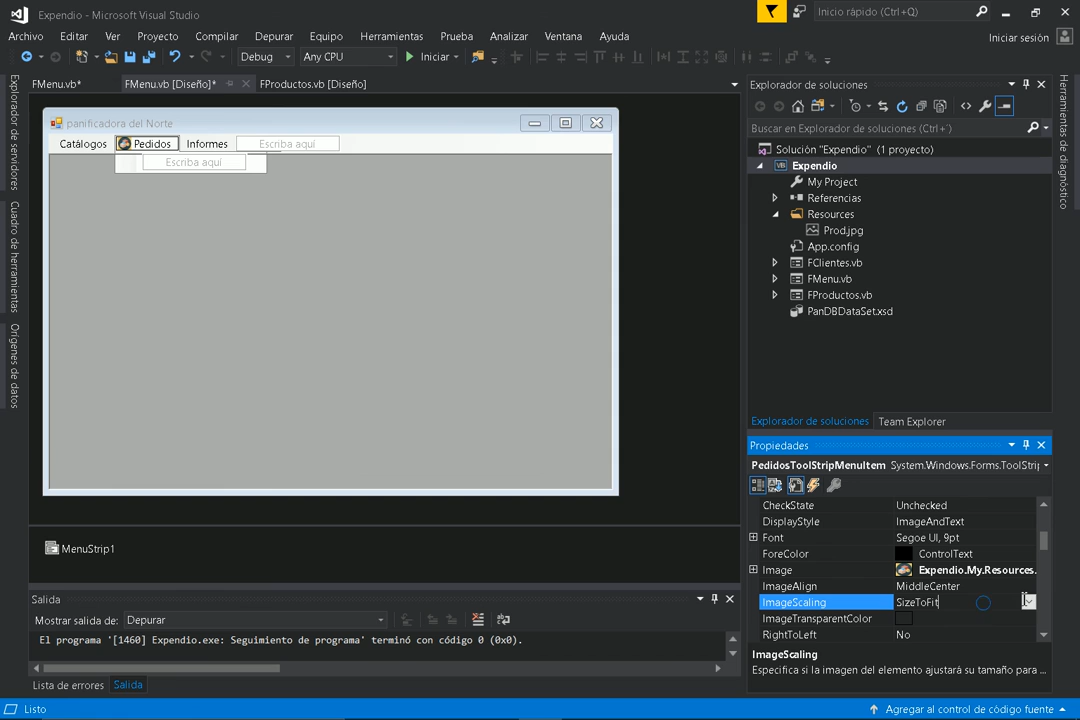 Expendio - Microsoft Visual Studio
Inicio rápido (Ctrl+Q)
Archivo Editar Ver Proyecto Compilar Depurar Equipo Herramientas Prueba Analizar Ventana Ayuda
Iniciar sesión
Debug Any CPU Iniciar
FMenu.vb* FMenu.vb [Diseño]* FProductos.vb [Diseño]
Explorador de servidores
Cuadro de herramientas
Orígenes de datos
panificadora del Norte
Catálogos Pedidos Informes Escriba aquí
Escriba aquí
MenuStrip1
Salida
Mostrar salida de: Depurar
El programa '[1460] Expendio.exe: Seguimiento de programa' terminó con código 0 (0x0).
Lista de errores Salida
Explorador de soluciones
Buscar en Explorador de soluciones (Ctrl+´)
Solución "Expendio" (1 proyecto)
VB Expendio
My Project
Referencias
Resources
Prod.jpg
App.config
FClientes.vb
FMenu.vb
FProductos.vb
PanDBDataSet.xsd
Explorador de soluciones Team Explorer
Herramientas de diagnóstico
Propiedades
PedidosToolStripMenuItem System.Windows.Forms.ToolStrip
CheckState Unchecked
DisplayStyle ImageAndText
Font Segoe UI, 9pt
ForeColor ControlText
Image Expendio.My.Resources.
ImageAlign MiddleCenter
ImageScaling SizeToFit
ImageTransparentColor
RightToLeft No
ImageScaling
Especifica si la imagen del elemento ajustará su tamaño para ...
Listo
Agregar al control de código fuente